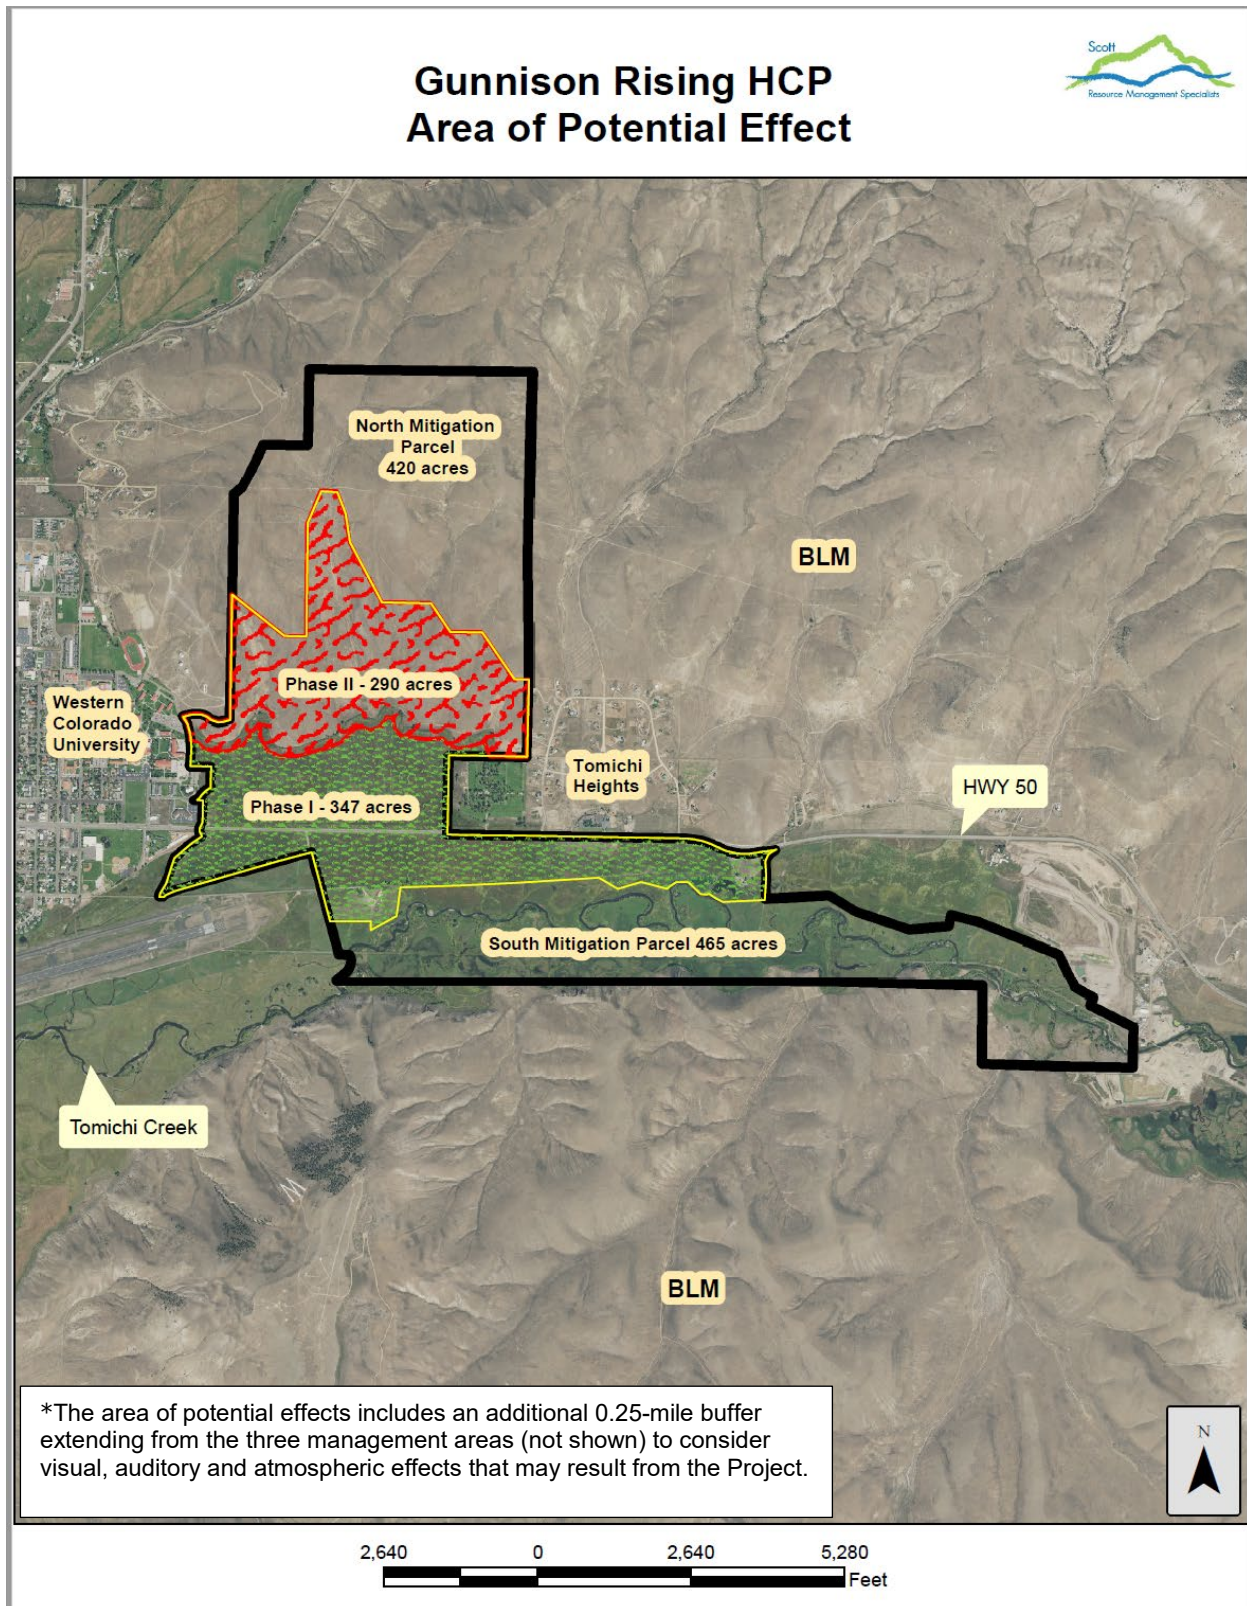 Scott
Resource Management Specialists
Gunnison Rising HCP
Area of Potential Effect
North Mitigation
Parcel
420 acres
BLM
Phase II - 290 acres
Western
Colorado
University
Tomichi
Heights
HWY 50
Phase I - 347 acres
South Mitigation Parcel 465 acres
Tomichi Creek
BLM
*The area of potential effects includes an additional 0.25-mile buffer
extending from the three management areas (not shown) to consider
visual, auditory and atmospheric effects that may result from the Project.
N
2,640 0 2,640 5,280
Feet